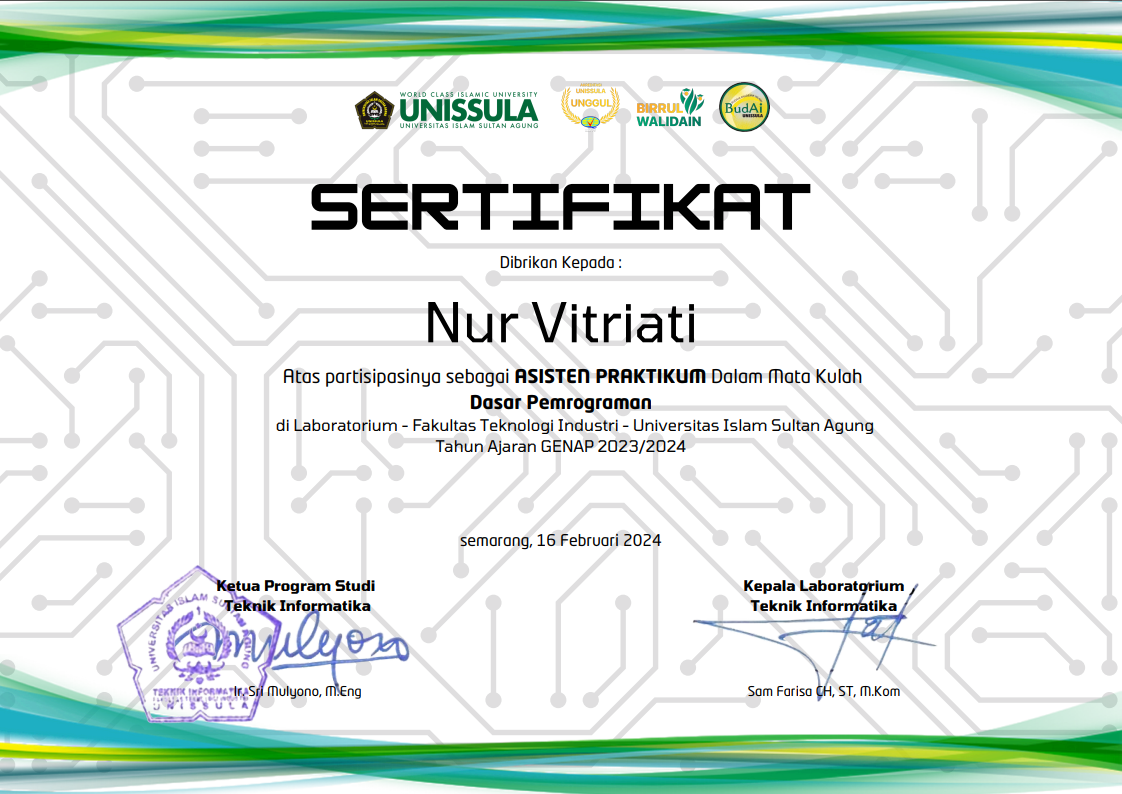 WORLD CLASS ISLAMIC UNIVERSITY
UNISSULA
UNIVERSITAS ISLAM SULTAN AGUNG
UNISSULA
UNGGUL
BIRRUL
WALIDAIN
BudAi
UNISSULA
SERTIFIKAT
Dibrikan Kepada :
Nur Vitriati
Atas partisipasinya sebagai ASISTEN PRAKTIKUM Dalam Mata Kulah
Dasar Pemrograman
di Laboratorium - Fakultas Teknologi Industri - Universitas Islam Sultan Agung
Tahun Ajaran GENAP 2023/2024
semarang, 16 Februari 2024
Ketua Program Studi
Teknik Informatika
UNIVERSITAS ISLAM SULTAN AGUNG
TEKNIK INFORMATIKA
UNISSULA
mulyono
Ir. Sri Mulyono, M.Eng
Kepala Laboratorium
Teknik Informatika
Sam Farisa CH, ST, M.Kom